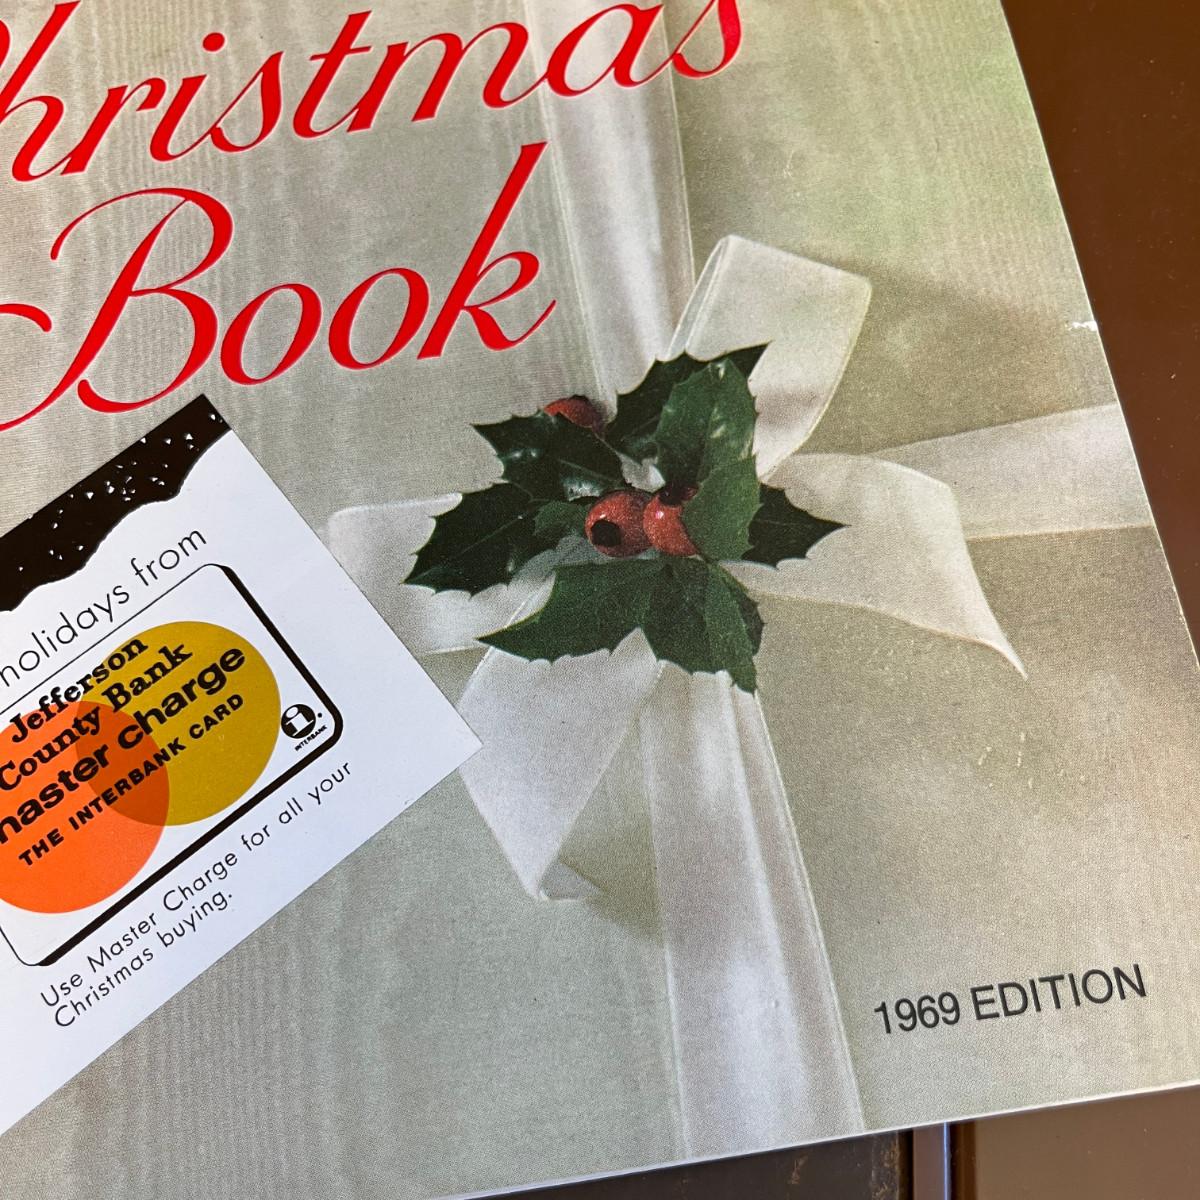 Christmas
Book
holidays from
Jefferson
County Bank
master charge
THE INTERBANK CARD
i
INTERBANK
Use Master Charge for all your
Christmas buying.
1969 EDITION